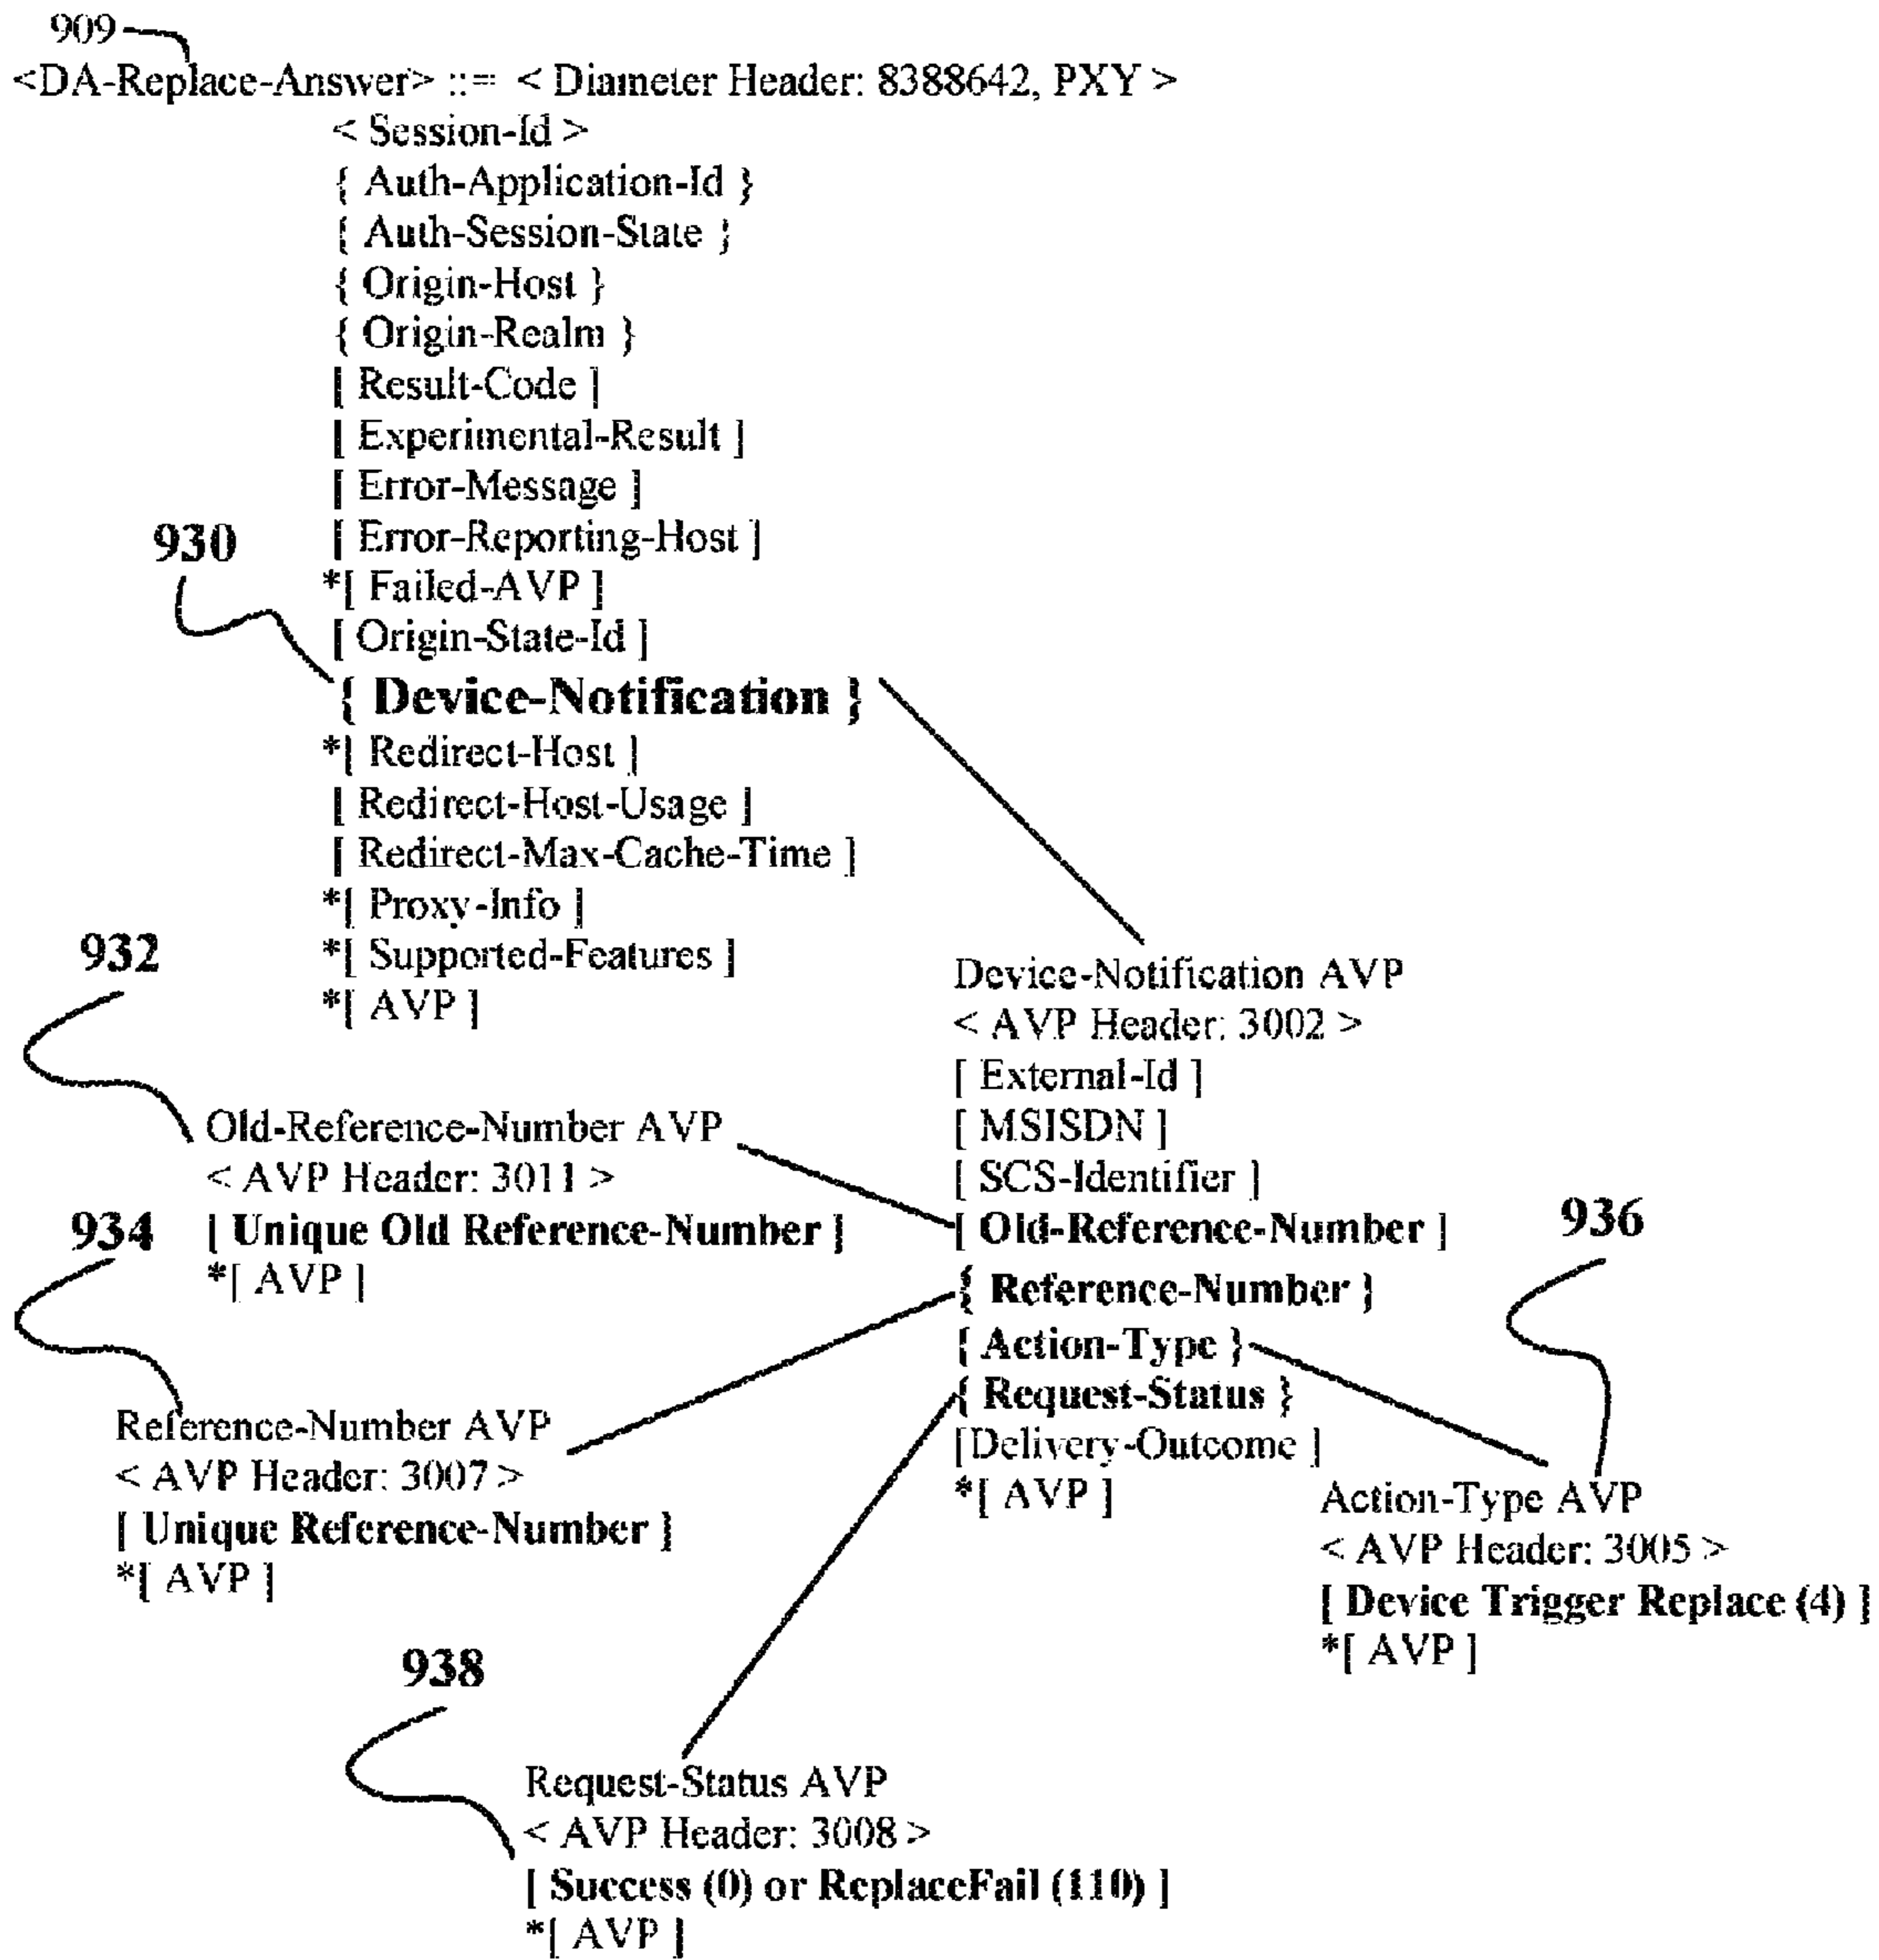 909
<DA-Replace-Answer> ::= < Diameter Header: 8388642, PXY >
< Session-Id >
{ Auth-Application-Id }
{ Auth-Session-State }
{ Origin-Host }
{ Origin-Realm }
[ Result-Code ]
[ Experimental-Result ]
[ Error-Message ]
[ Error-Reporting-Host ]
930
*[ Failed-AVP ]
[ Origin-State-Id ]
{ Device-Notification }
*[ Redirect-Host ]
[ Redirect-Host-Usage ]
[ Redirect-Max-Cache-Time ]
*[ Proxy-Info ]
*[ Supported-Features ]
*[ AVP ]
932
Old-Reference-Number AVP
< AVP Header: 3011 >
[ Unique Old Reference-Number ]
*[ AVP ]
934
Reference-Number AVP
< AVP Header: 3007 >
[ Unique Reference-Number ]
*[ AVP ]
Device-Notification AVP
< AVP Header: 3002 >
[ External-Id ]
[ MSISDN ]
[ SCS-Identifier ]
[ Old-Reference-Number ]
{ Reference-Number }
{ Action-Type }
{ Request-Status }
[Delivery-Outcome ]
*[ AVP ]
936
Action-Type AVP
< AVP Header: 3005 >
[ Device Trigger Replace (4) ]
*[ AVP ]
938
Request-Status AVP
< AVP Header: 3008 >
[ Success (0) or ReplaceFail (110) ]
*[ AVP ]